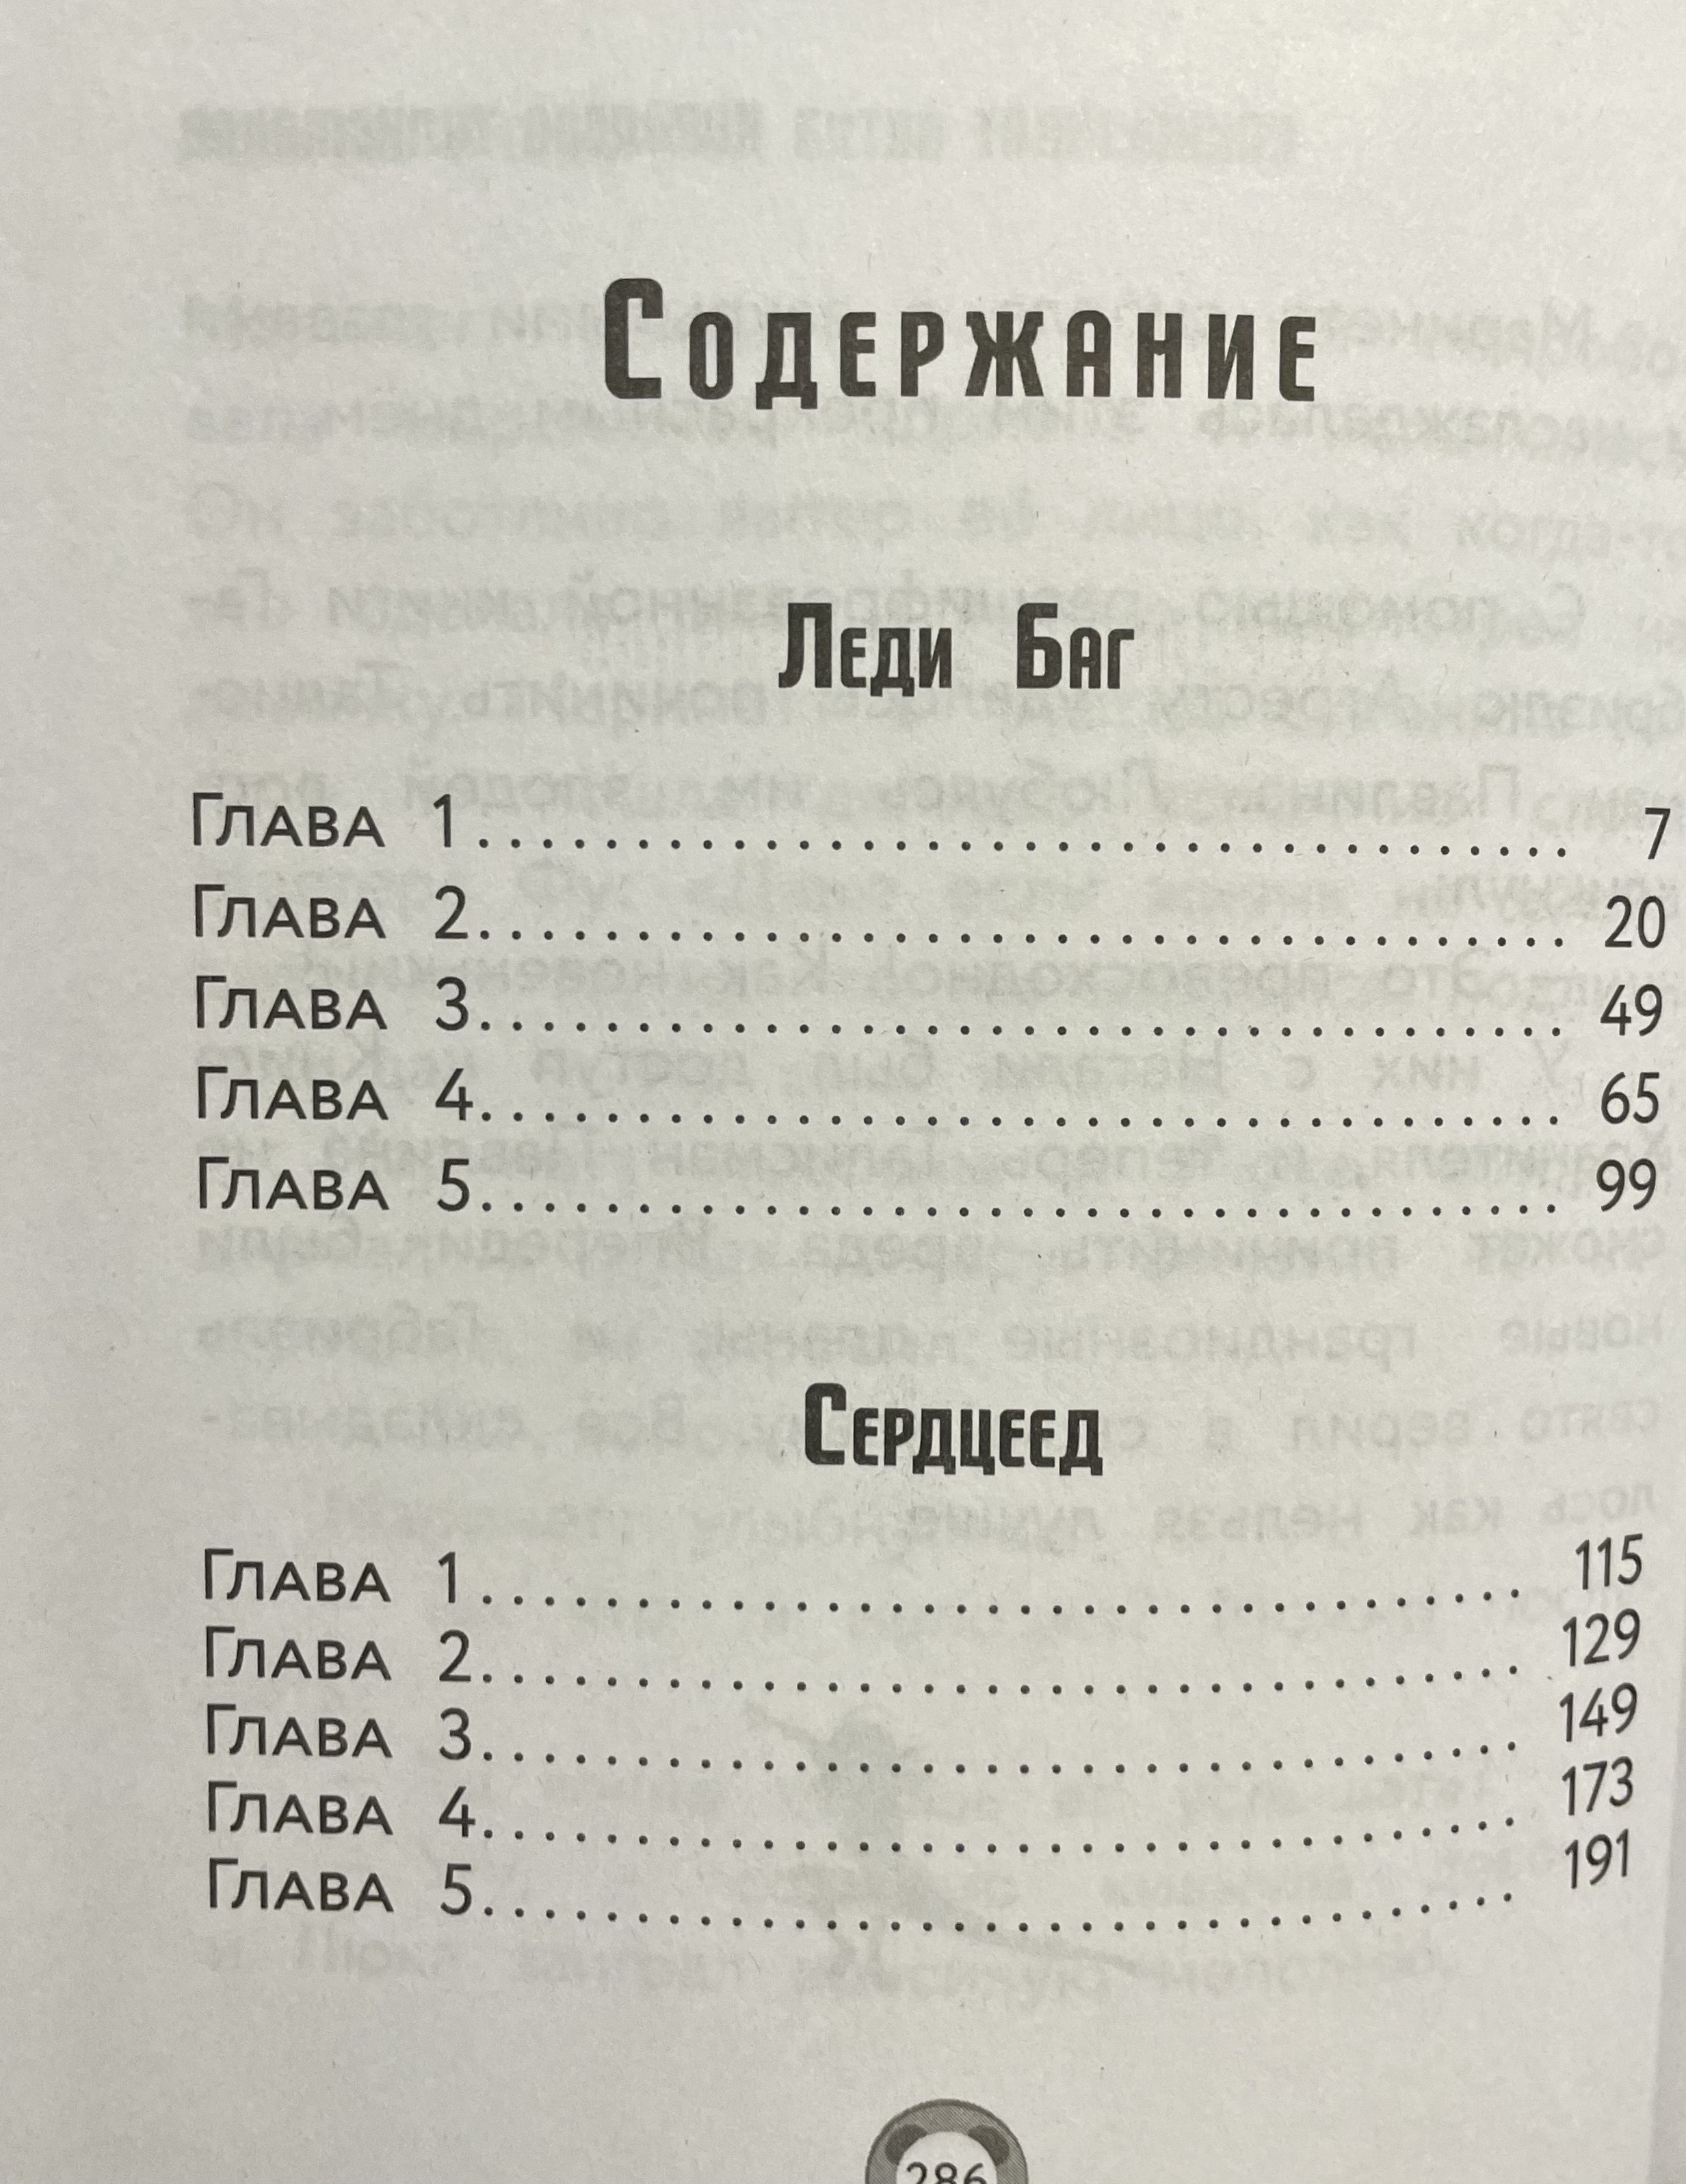 Содержание
Леди Баг
Глава 1. . . . . . . . . . . . . . . . . . . . . . . . . . . . . . . . . . . 7
Глава 2. . . . . . . . . . . . . . . . . . . . . . . . . . . . . . . . . . . 20
Глава 3. . . . . . . . . . . . . . . . . . . . . . . . . . . . . . . . . . . 49
Глава 4. . . . . . . . . . . . . . . . . . . . . . . . . . . . . . . . . . . 65
Глава 5. . . . . . . . . . . . . . . . . . . . . . . . . . . . . . . . . . . 99
Сердцеед
Глава 1. . . . . . . . . . . . . . . . . . . . . . . . . . . . . . . . . . 115
Глава 2. . . . . . . . . . . . . . . . . . . . . . . . . . . . . . . . . . 129
Глава 3. . . . . . . . . . . . . . . . . . . . . . . . . . . . . . . . . . 149
Глава 4. . . . . . . . . . . . . . . . . . . . . . . . . . . . . . . . . . 173
Глава 5. . . . . . . . . . . . . . . . . . . . . . . . . . . . . . . . . . 191
286